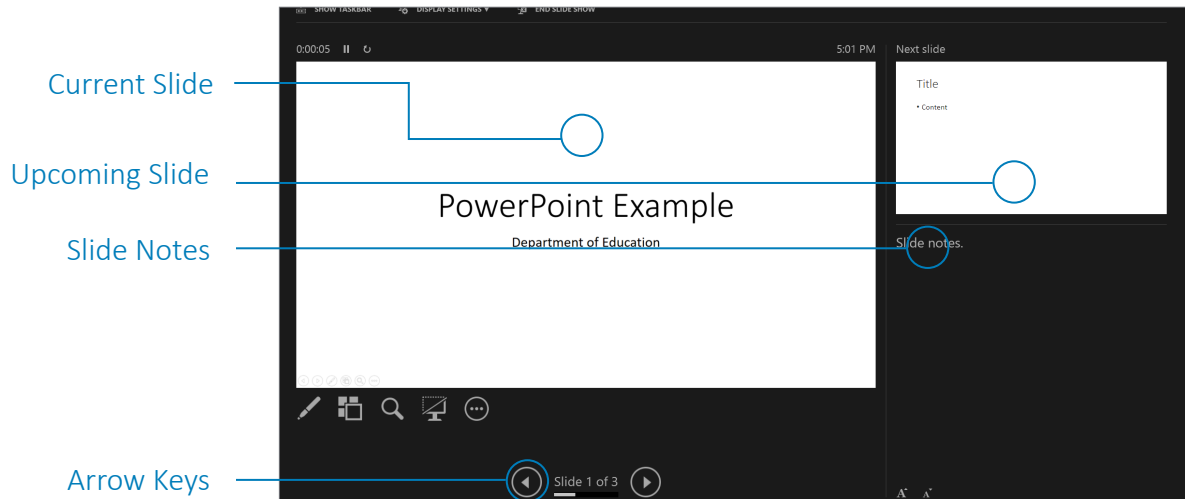 SHOW TASKBAR DISPLAY SETTINGS ▼ END SLIDE SHOW
0:00:05 5:01 PM Next slide
Current Slide
Title
• Content
Upcoming Slide
PowerPoint Example
Department of Education
Slide Notes
Slide notes.
Arrow Keys
Slide 1 of 3
A A